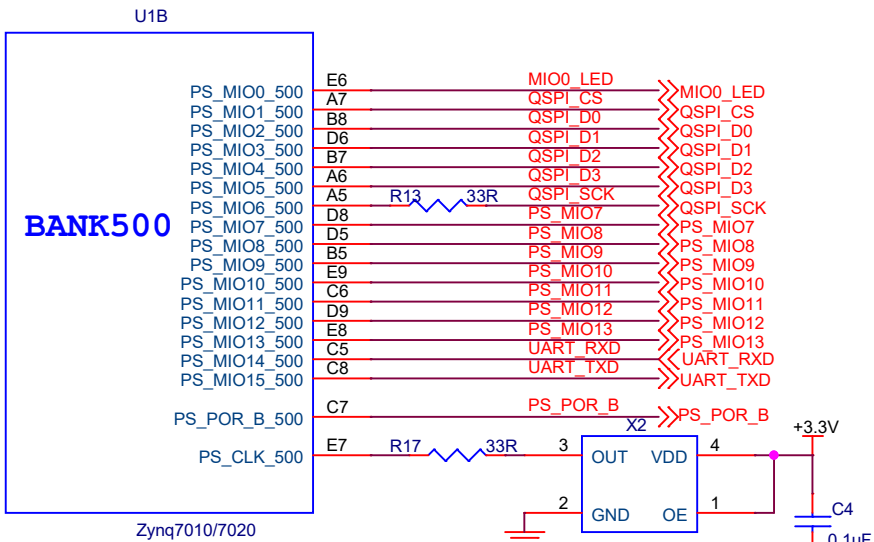 U1B
PS_MIO0_500 E6 MIO0_LED MIO0_LED
PS_MIO1_500 A7 QSPI_CS QSPI_CS
PS_MIO2_500 B8 QSPI_D0 QSPI_D0
PS_MIO3_500 D6 QSPI_D1 QSPI_D1
PS_MIO4_500 B7 QSPI_D2 QSPI_D2
PS_MIO5_500 A6 QSPI_D3 QSPI_D3
PS_MIO6_500 A5 R13 33R QSPI_SCK QSPI_SCK
BANK500
PS_MIO7_500 D8 PS_MIO7 PS_MIO7
PS_MIO8_500 D5 PS_MIO8 PS_MIO8
PS_MIO9_500 B5 PS_MIO9 PS_MIO9
PS_MIO10_500 E9 PS_MIO10 PS_MIO10
PS_MIO11_500 C6 PS_MIO11 PS_MIO11
PS_MIO12_500 D9 PS_MIO12 PS_MIO12
PS_MIO13_500 E8 PS_MIO13 PS_MIO13
PS_MIO14_500 C5 UART_RXD UART_RXD
PS_MIO15_500 C8 UART_TXD UART_TXD
PS_POR_B_500 C7 PS_POR_B PS_POR_B
X2 +3.3V
PS_CLK_500 E7 R17 33R 3 OUT VDD 4
2 GND OE 1 C4
Zynq7010/7020 0.1uF